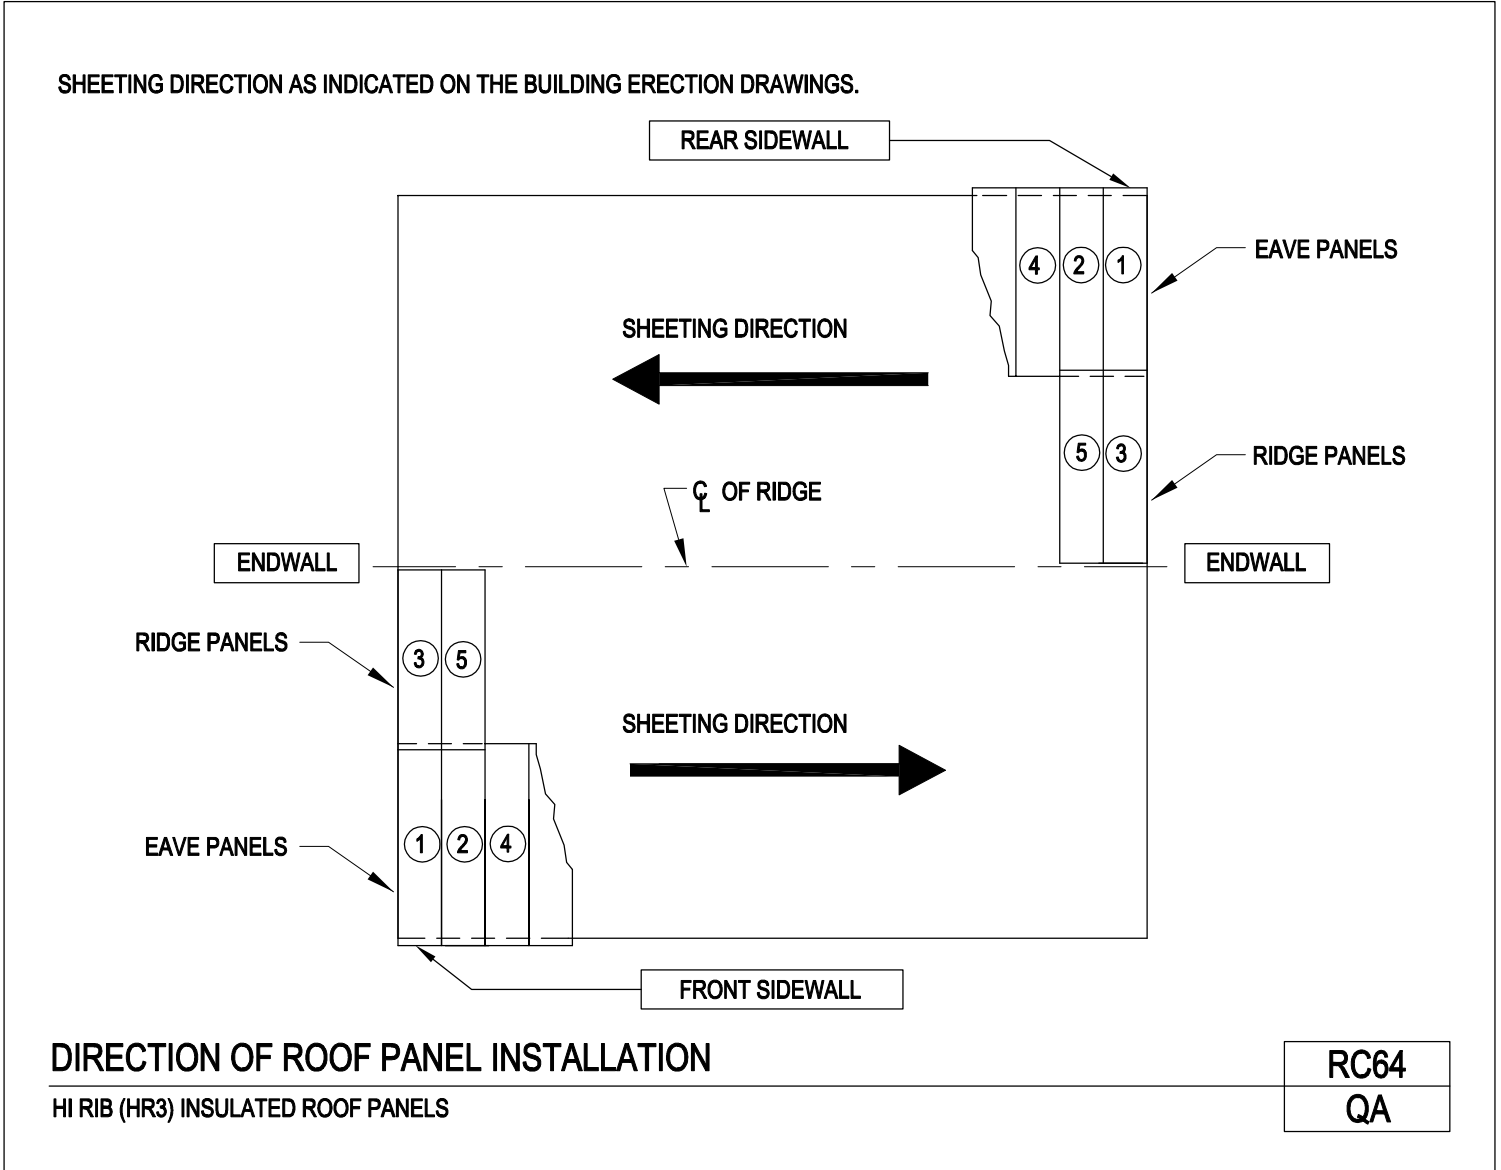 SHEETING DIRECTION AS INDICATED ON THE BUILDING ERECTION DRAWINGS.
REAR SIDEWALL
4 2 1
EAVE PANELS
SHEETING DIRECTION
5 3
RIDGE PANELS
℄ OF RIDGE
ENDWALL
ENDWALL
RIDGE PANELS
3 5
SHEETING DIRECTION
EAVE PANELS
1 2 4
FRONT SIDEWALL
DIRECTION OF ROOF PANEL INSTALLATION
RC64
HI RIB (HR3) INSULATED ROOF PANELS
QA